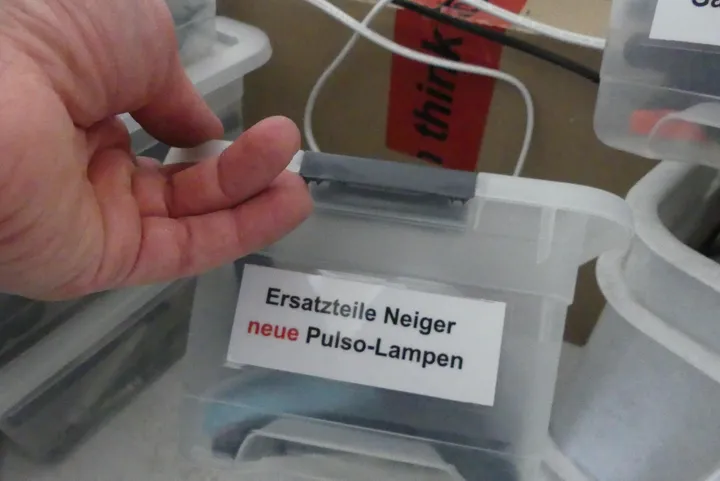 Ersatzteile Neiger
neue Pulso-Lampen
think